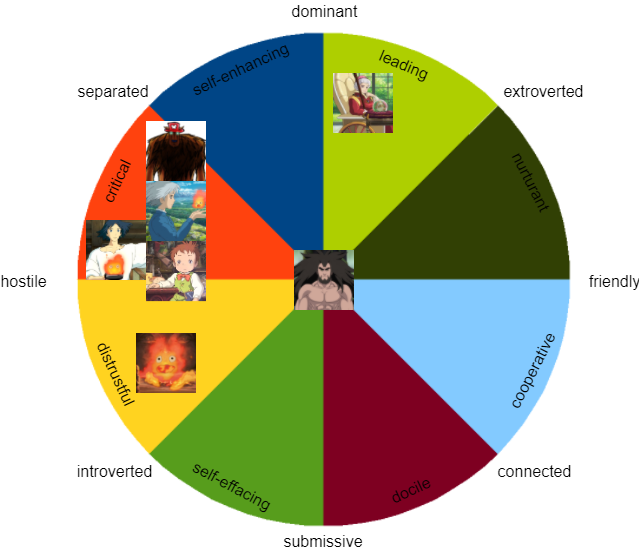 dominant
self-enhancing
leading
separated
extroverted
critical
nurturant
hostile
friendly
distrustful
cooperative
introverted
self-effacing
docile
connected
submissive